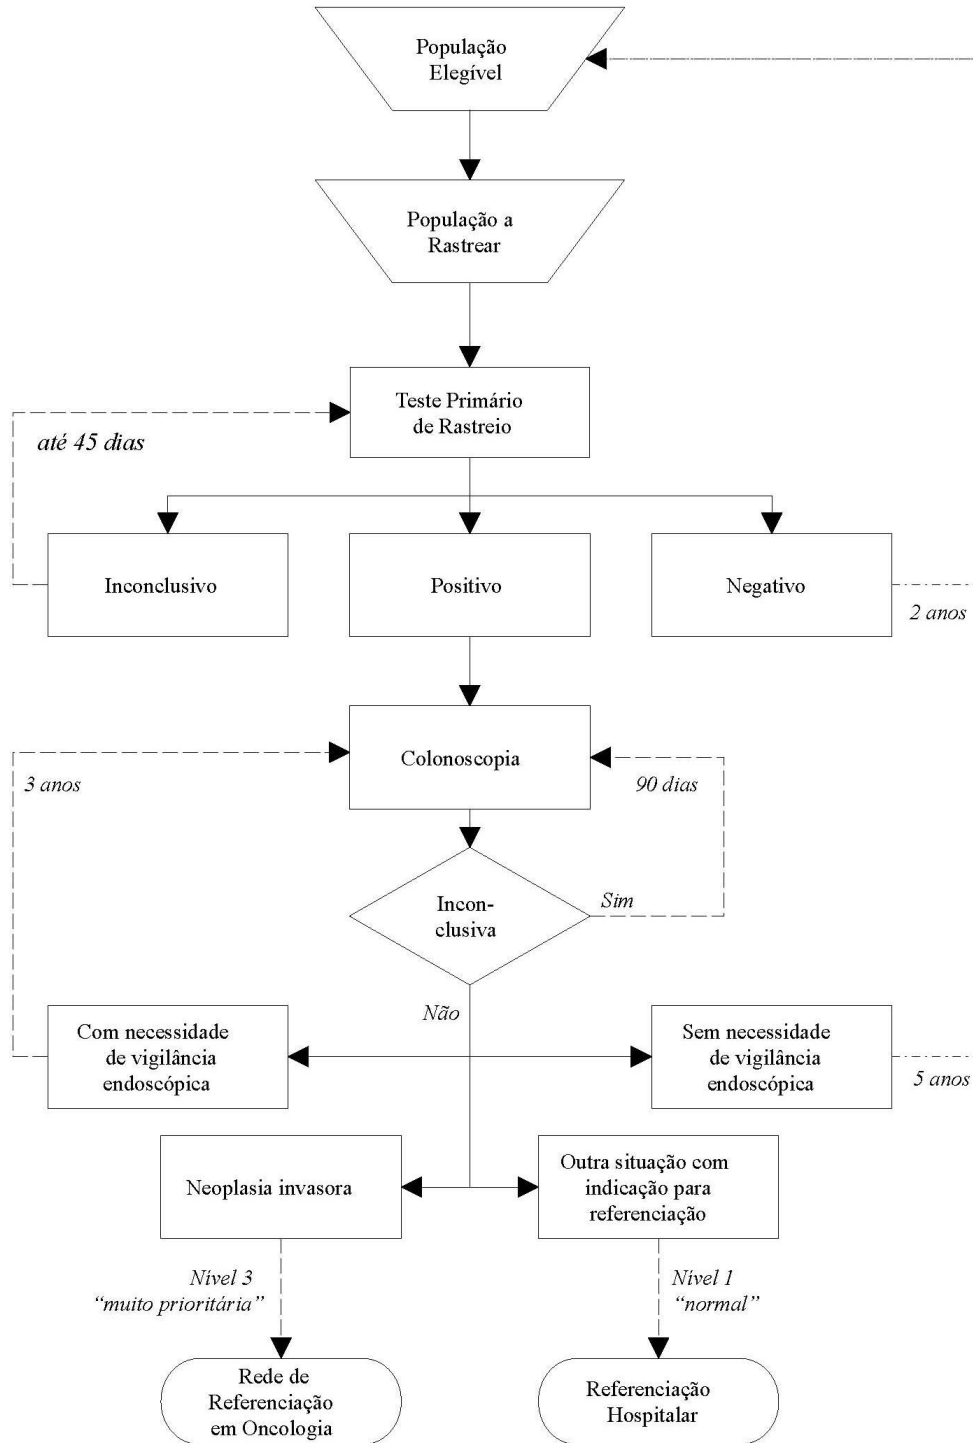 População
Elegível
População a
Rastrear
Teste Primário
de Rastreio
até 45 dias
Inconclusivo
Positivo
Negativo
2 anos
Colonoscopia
3 anos
90 dias
Incon-
clusiva
Sim
Não
Com necessidade
de vigilância
endoscópica
Sem necessidade
de vigilância
endoscópica
5 anos
Neoplasia invasora
Outra situação com
indicação para
referenciação
Nível 3
“muito prioritária”
Nível 1
“normal”
Rede de
Referenciação
em Oncologia
Referenciação
Hospitalar